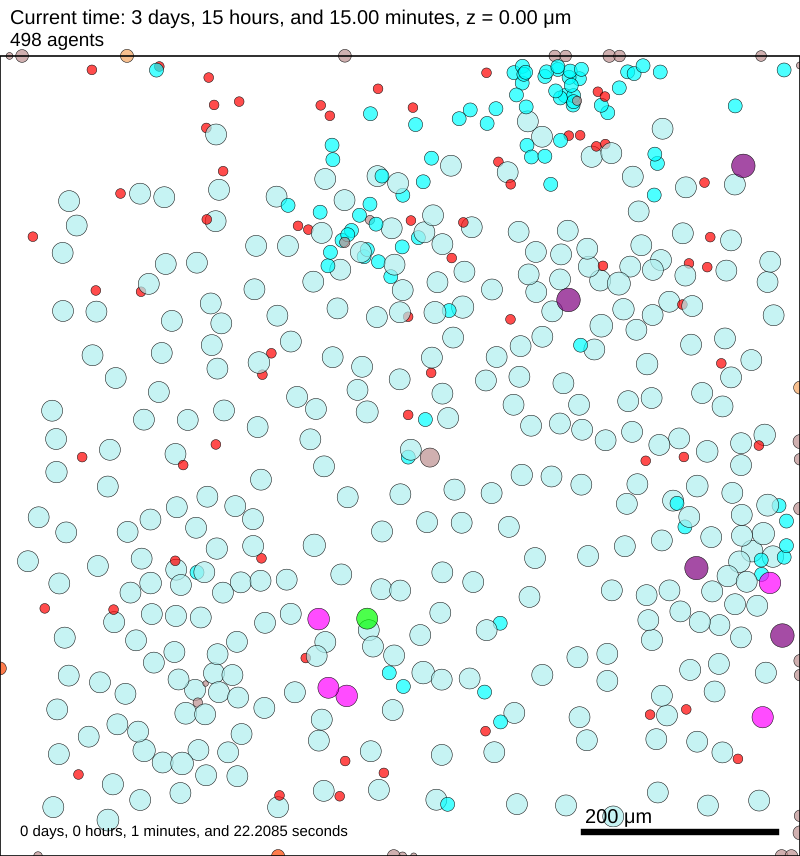 Current time: 3 days, 15 hours, and 15.00 minutes, z = 0.00 μm
498 agents
200 μm
0 days, 0 hours, 1 minutes, and 22.2085 seconds